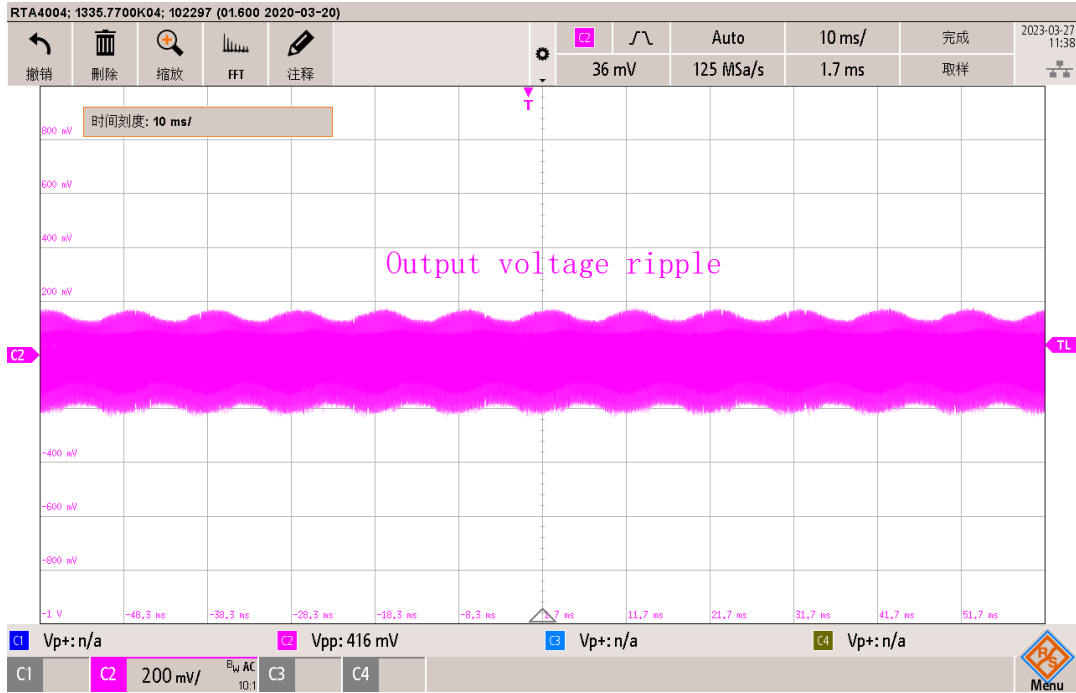 RTA4004; 1335.7700K04; 102297 (01.600 2020-03-20)
撤销 删除 缩放 FFT 注释
C2 Auto 10 ms/ 完成
36 mV 125 MSa/s 1.7 ms 取样
2023-03-27
11:38
T
时间刻度: 10 ms/
800 mV
600 mV
400 mV
Output voltage ripple
200 mV
C2
TL
-400 mV
-600 mV
-800 mV
-1 V -48.3 ms -38.3 ms -28.3 ms -18.3 ms -8.3 ms 1.7 ms 11.7 ms 21.7 ms 31.7 ms 41.7 ms 51.7 ms
C1 Vp+: n/a C2 Vpp: 416 mV C3 Vp+: n/a C4 Vp+: n/a
C1 C2 200 mV/ BW AC 10:1 C3 C4
R&S
Menu